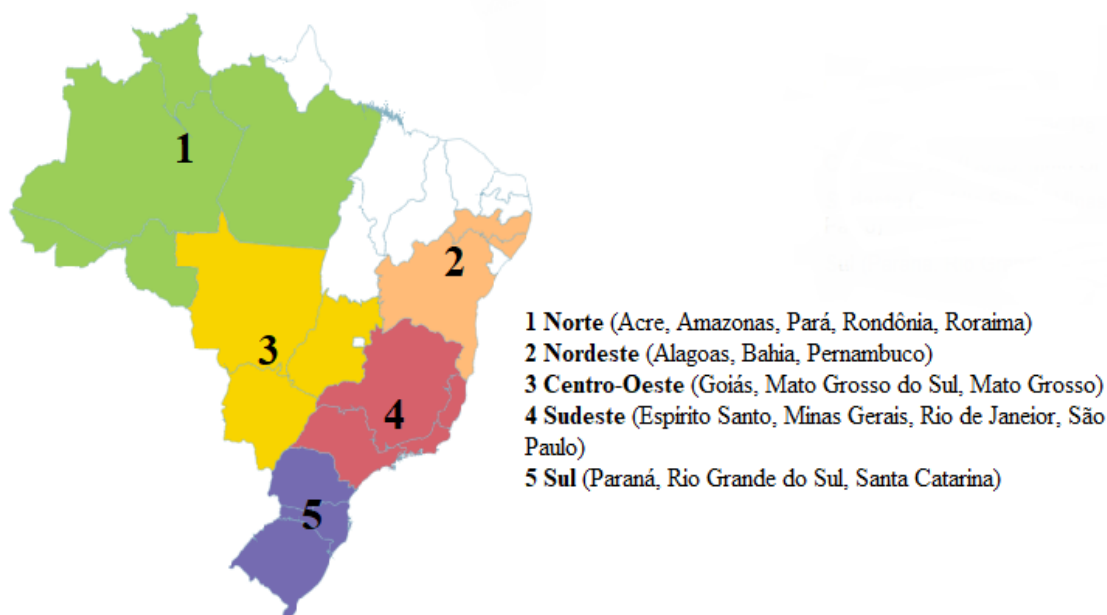 1
2
3
4
5
1 Norte (Acre, Amazonas, Pará, Rondônia, Roraima)
2 Nordeste (Alagoas, Bahia, Pernambuco)
3 Centro-Oeste (Goiás, Mato Grosso do Sul, Mato Grosso)
4 Sudeste (Espirito Santo, Minas Gerais, Rio de Janeior, São
Paulo)
5 Sul (Paraná, Rio Grande do Sul, Santa Catarina)